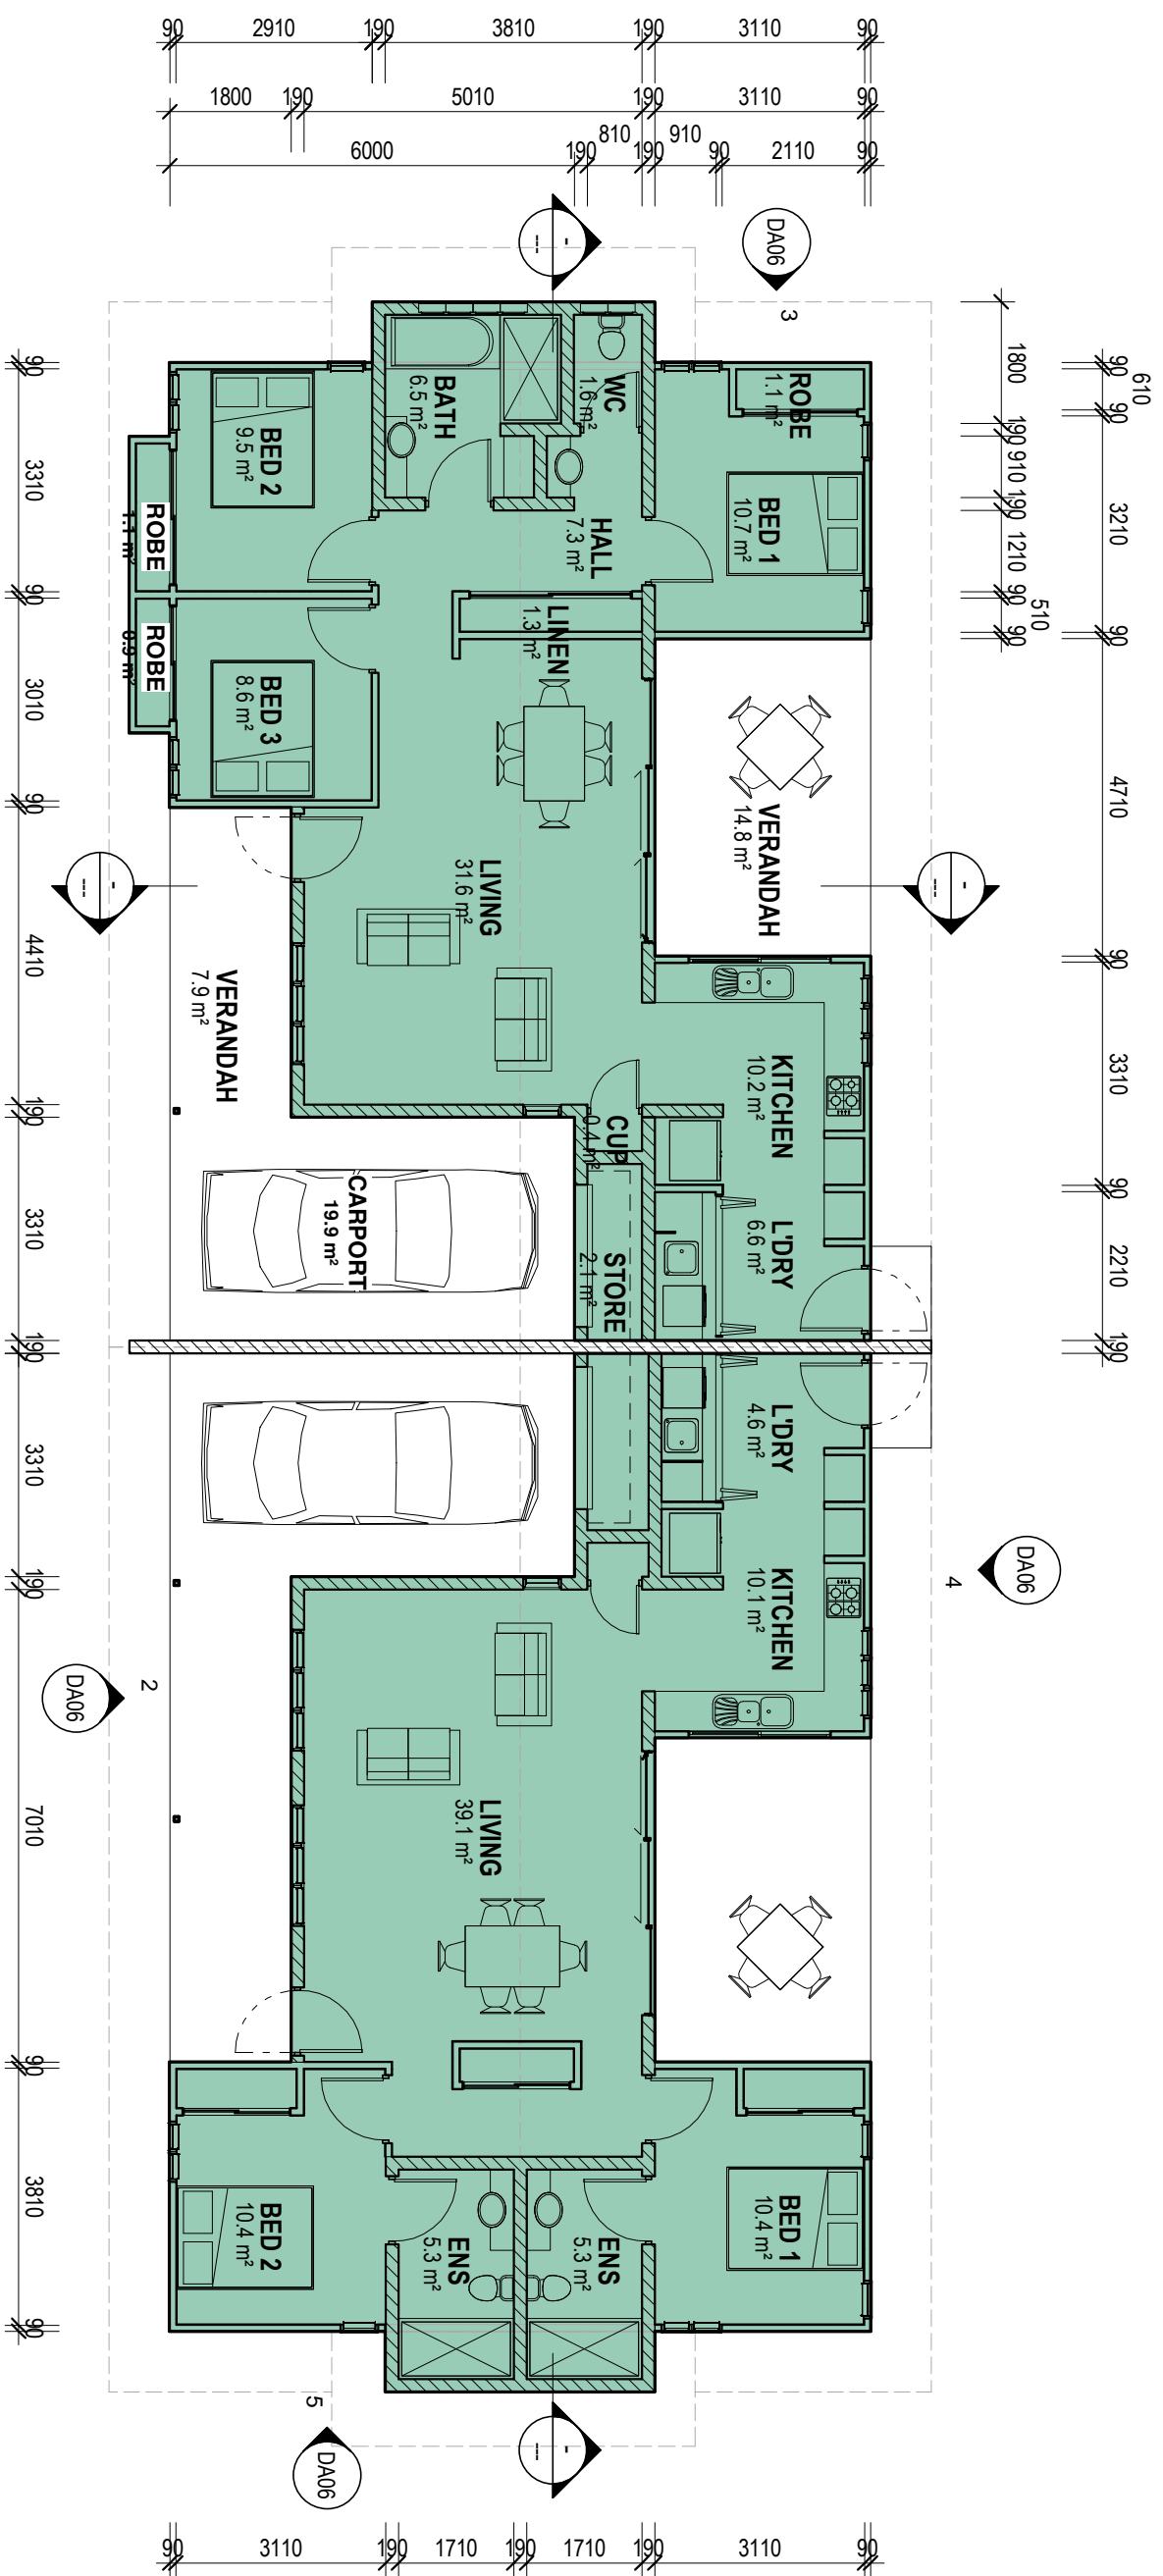 90 2910 190 3810 190 3110 90
1800 190 5010 190 3110 90
6000 190 810 190 910 90 2110 90
DA06
3
1800
90 610 90 190 910 190 1210 90 510 90
90 3210 90 4710 90 3310 90 2210 190
ROBE
1.1 m²
WC
1.6 m²
BATH
6.5 m²
BED 2
9.5 m²
BED 1
10.7 m²
HALL
7.3 m²
ROBE
1.1 m²
LINEN
1.3 m²
ROBE
0.9 m²
BED 3
8.6 m²
VERANDAH
14.8 m²
LIVING
31.6 m²
VERANDAH
7.9 m²
KITCHEN
10.2 m²
CUP
0.4 m²
CARPORT
19.9 m²
STORE
2.1 m²
L'DRY
6.6 m²
L'DRY
4.6 m²
KITCHEN
10.1 m²
4
DA06
2
DA06
LIVING
39.1 m²
BED 2
10.4 m²
ENS
5.3 m²
ENS
5.3 m²
BED 1
10.4 m²
5
DA06
90 3310 90 3010 90 4410 190 3310 190 3310 190 7010 90 3810 90
90 3110 190 1710 190 1710 190 3110 90